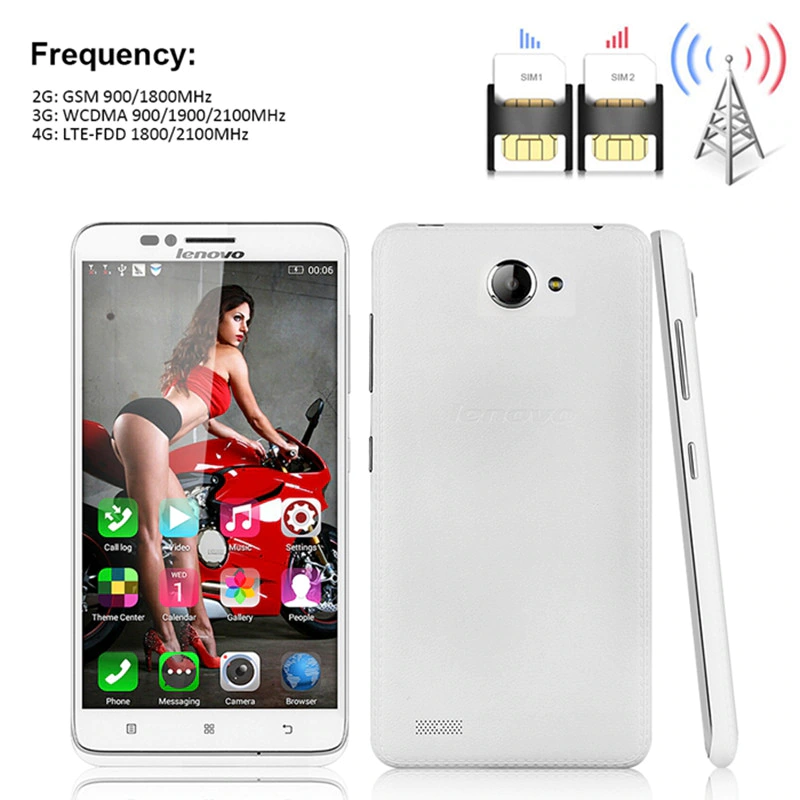 Frequency:
2G: GSM 900/1800MHz
3G: WCDMA 900/1900/2100MHz
4G: LTE-FDD 1800/2100MHz
SIM1
SIM2
lenovo
00:06
lenovo
Call log
Video
Music
Settings
WED
1
Theme Center
Calendar
Gallery
People
Phone
Messaging
Camera
Browser